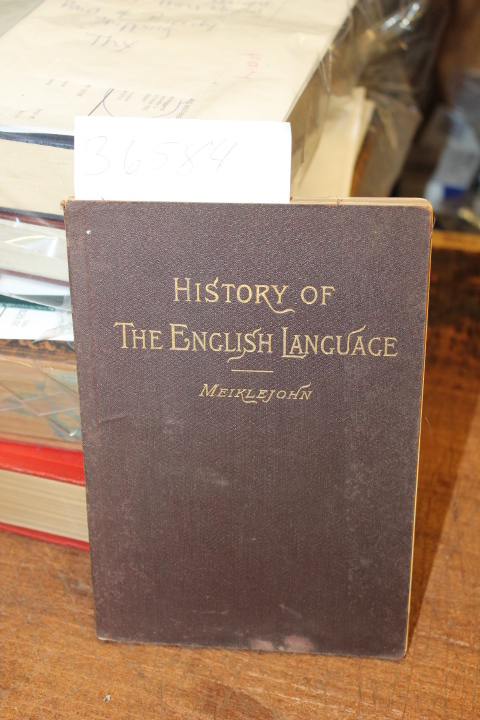 36584
HISTORY OF
THE ENGLISH LANGUAGE
MEIKLEJOHN